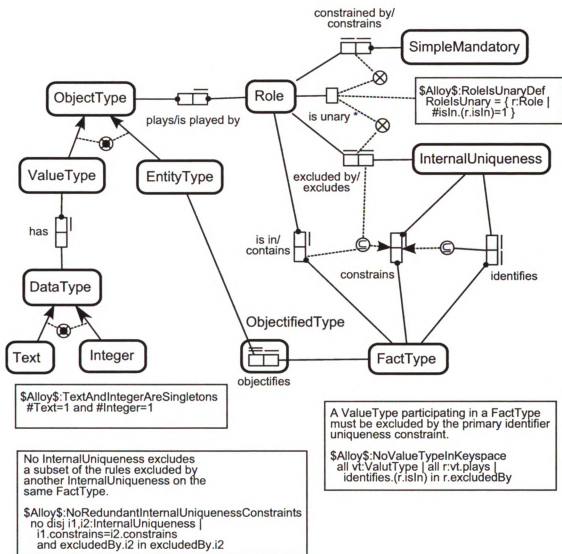 constrained by/
constrains
SimpleMandatory
ObjectType
Role
plays/is played by
is unary *
$Alloy$:RoleIsUnaryDef
RoleIsUnary = { r:Role |
#isIn.(r.isIn)=1 }
ValueType
EntityType
excluded by/
excludes
InternalUniqueness
has
is in/
contains
constrains
identifies
DataType
ObjectifiedType
Text
Integer
FactType
objectifies
$Alloy$:TextAndIntegerAreSingletons
#Text=1 and #Integer=1
A ValueType participating in a FactType
must be excluded by the primary identifier
uniqueness constraint.
$Alloy$:NoValueTypeInKeyspace
all vt:ValutType | all r:vt.plays |
identifies.(r.isIn) in r.excludedBy
No InternalUniqueness excludes
a subset of the rules excluded by
another InternalUniqueness on the
same FactType.
$Alloy$:NoRedundantInternalUniquenessConstraints
no disj i1,i2:InternalUniqueness |
i1.constrains=i2.constrains
and excludedBy.i2 in excludedBy.i2